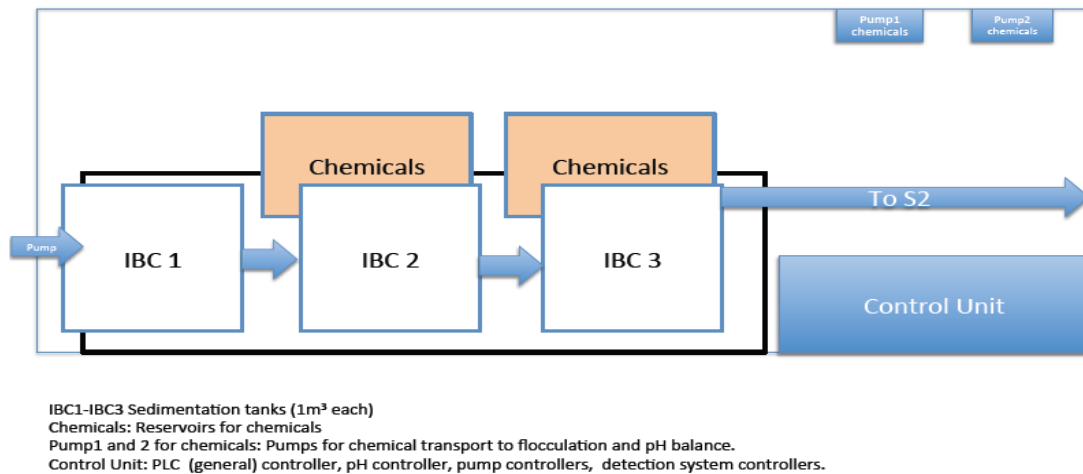 Pump1
chemicals
Pump2
chemicals
Chemicals
Chemicals
Pump
IBC 1
IBC 2
IBC 3
To S2
Control Unit
IBC1-IBC3 Sedimentation tanks (1m³ each)
Chemicals: Reservoirs for chemicals
Pump1 and 2 for chemicals: Pumps for chemical transport to flocculation and pH balance.
Control Unit: PLC (general) controller, pH controller, pump controllers, detection system controllers.